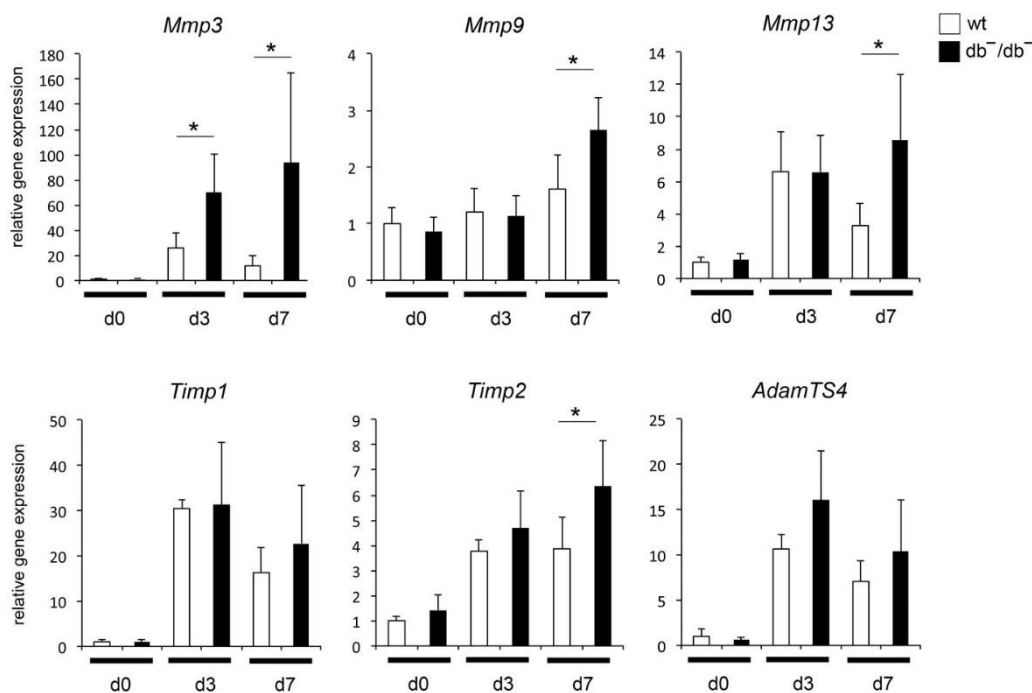 Mmp3
Mmp9
Mmp13
wt
db⁻/db⁻
relative gene expression
180
160
140
120
100
80
60
40
20
0
*
*
d0
d3
d7
4
3
2
1
0
*
d0
d3
d7
14
12
10
8
6
4
2
0
*
d0
d3
d7
Timp1
Timp2
AdamTS4
relative gene expression
50
40
30
20
10
0
d0
d3
d7
9
8
7
6
5
4
3
2
1
0
*
d0
d3
d7
25
20
15
10
5
0
d0
d3
d7